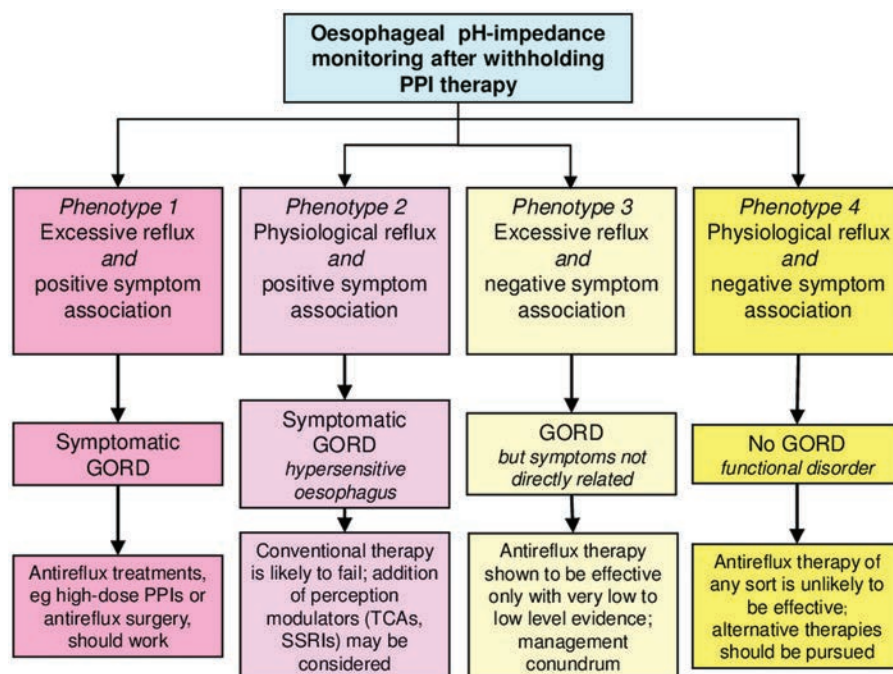 Oesophageal pH-impedance
monitoring after withholding
PPI therapy
Phenotype 1
Excessive reflux
and
positive symptom
association
Phenotype 2
Physiological reflux
and
positive symptom
association
Phenotype 3
Excessive reflux
and
negative symptom
association
Phenotype 4
Physiological reflux
and
negative symptom
association
Symptomatic
GORD
Symptomatic
GORD
hypersensitive
oesophagus
GORD
but symptoms not
directly related
No GORD
functional disorder
Antireflux treatments,
eg high-dose PPIs or
antireflux surgery,
should work
Conventional therapy
is likely to fail; addition
of perception
modulators (TCAs,
SSRIs) may be
considered
Antireflux therapy
shown to be effective
only with very low to
low level evidence;
management
conundrum
Antireflux therapy of
any sort is unlikely to
be effective;
alternative therapies
should be pursued